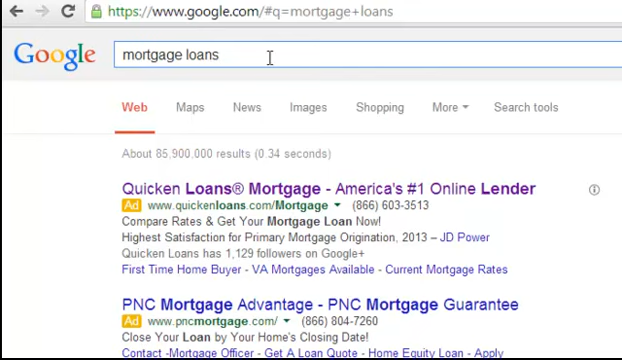 https://www.google.com/#q=mortgage+loans
Google mortgage loans
Web Maps News Images Shopping More Search tools
About 85,900,000 results (0.34 seconds)
Quicken Loans® Mortgage - America's #1 Online Lender
Ad www.quickenloans.com/Mortgage (866) 603-3513
Compare Rates & Get Your Mortgage Loan Now!
Highest Satisfaction for Primary Mortgage Origination, 2013 – JD Power
Quicken Loans has 1,129 followers on Google+
First Time Home Buyer - VA Mortgages Available - Current Mortgage Rates
PNC Mortgage Advantage - PNC Mortgage Guarantee
Ad www.pncmortgage.com/ (866) 804-7260
Close Your Loan by Your Home's Closing Date!
Contact -Mortgage Officer - Get A Loan Quote - Home Equity Loan - Apply